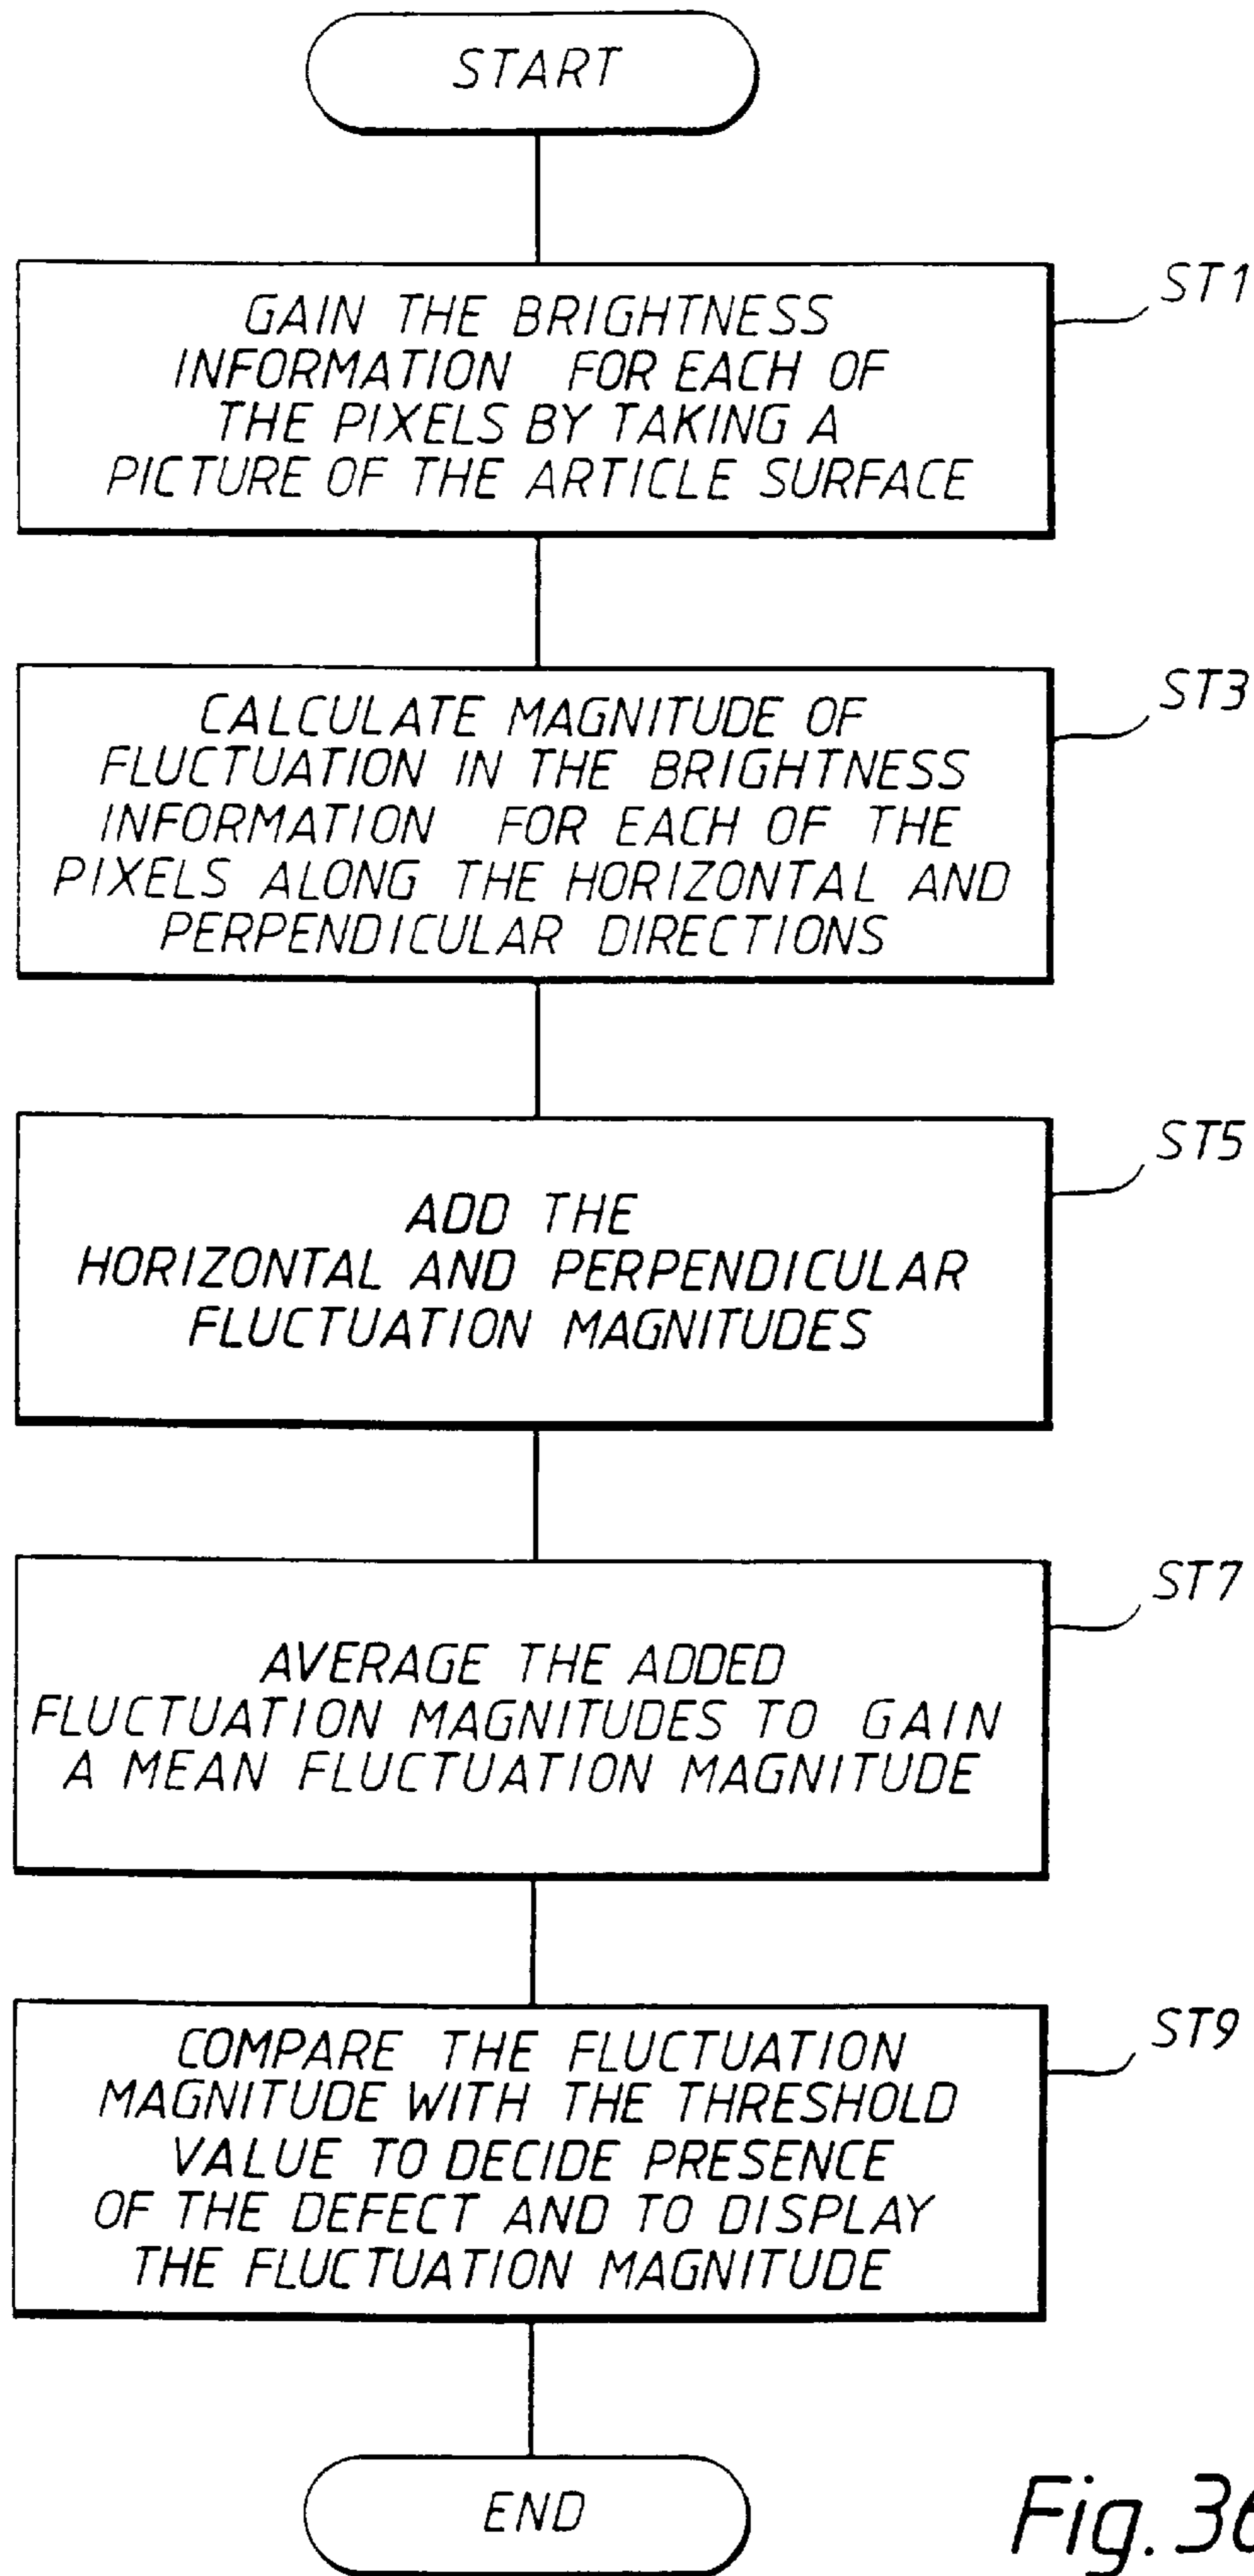 START
GAIN THE BRIGHTNESS
INFORMATION FOR EACH OF
THE PIXELS BY TAKING A
PICTURE OF THE ARTICLE SURFACE
ST1
CALCULATE MAGNITUDE OF
FLUCTUATION IN THE BRIGHTNESS
INFORMATION FOR EACH OF THE
PIXELS ALONG THE HORIZONTAL AND
PERPENDICULAR DIRECTIONS
ST3
ADD THE
HORIZONTAL AND PERPENDICULAR
FLUCTUATION MAGNITUDES
ST5
AVERAGE THE ADDED
FLUCTUATION MAGNITUDES TO GAIN
A MEAN FLUCTUATION MAGNITUDE
ST7
COMPARE THE FLUCTUATION
MAGNITUDE WITH THE THRESHOLD
VALUE TO DECIDE PRESENCE
OF THE DEFECT AND TO DISPLAY
THE FLUCTUATION MAGNITUDE
ST9
END
Fig. 36